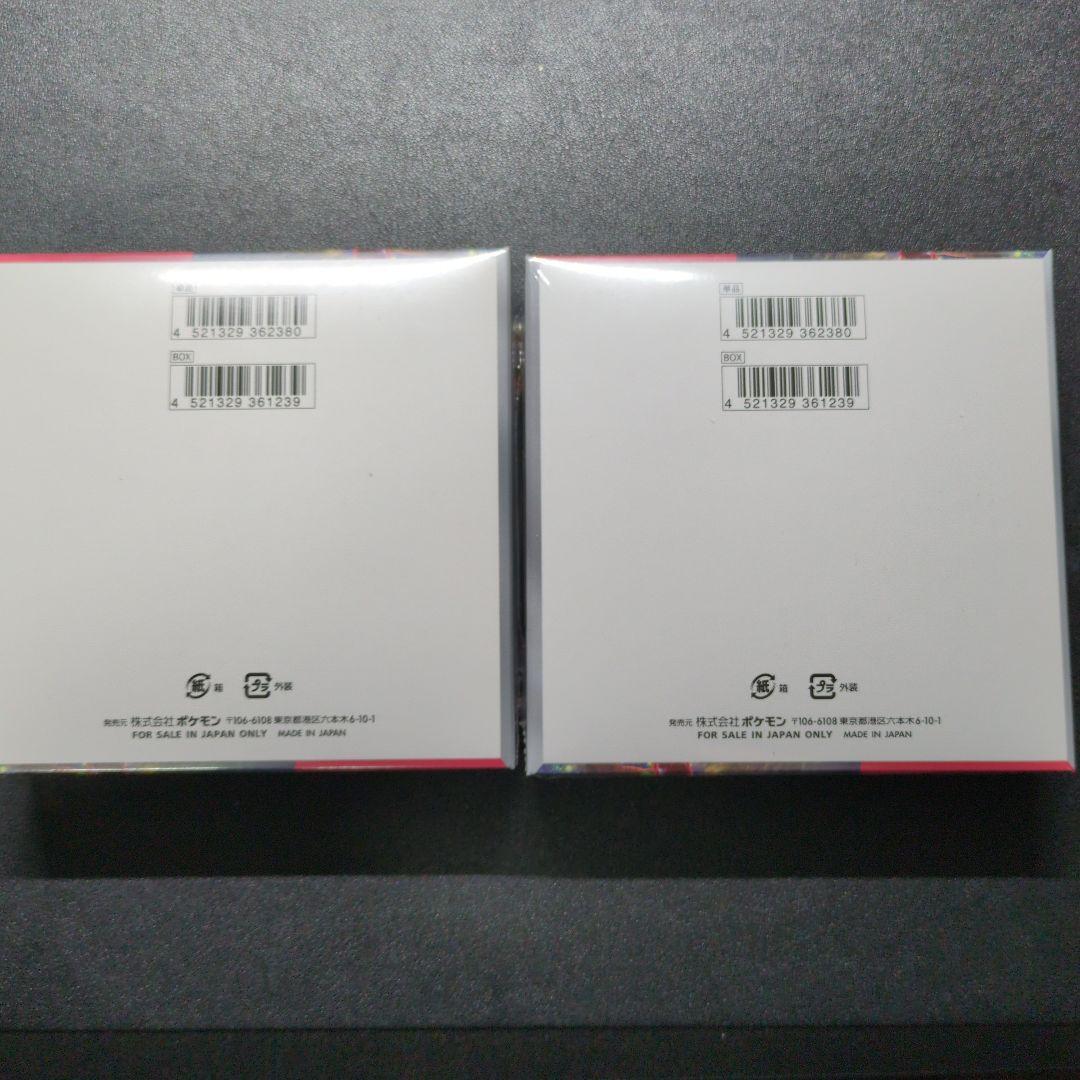 単品
4 521329 362380
BOX
4 521329 361239
紙 箱 プラ 外装
発売元 株式会社 ポケモン 〒106-6108 東京都港区六本木6-10-1
FOR SALE IN JAPAN ONLY MADE IN JAPAN
単品
4 521329 362380
BOX
4 521329 361239
紙 箱 プラ 外装
発売元 株式会社 ポケモン 〒106-6108 東京都港区六本木6-10-1
FOR SALE IN JAPAN ONLY MADE IN JAPAN